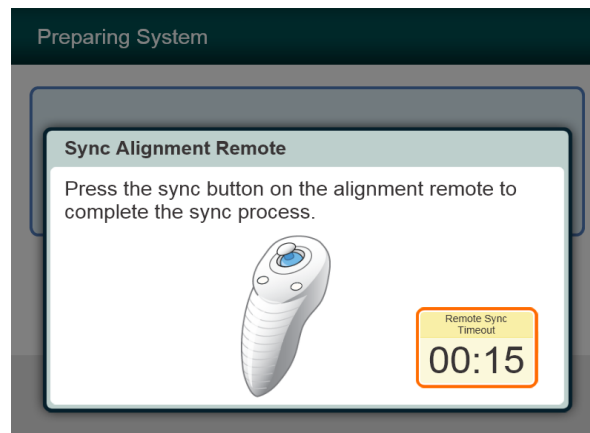 Preparing System
Sync Alignment Remote
Press the sync button on the alignment remote to
complete the sync process.
Remote Sync
Timeout
00:15